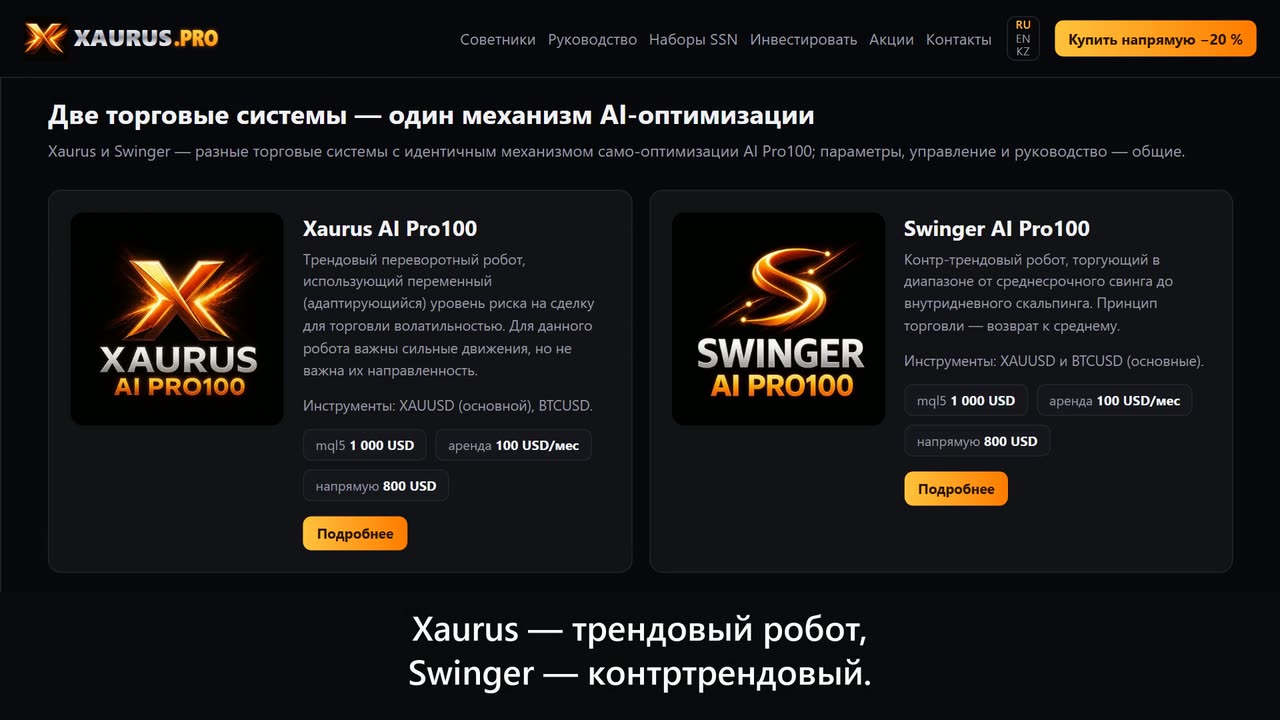 XAURUS.PRO
Советники Руководство Наборы SSN Инвестировать Акции Контакты
RU
EN
KZ
Купить напрямую −20 %
Две торговые системы — один механизм AI-оптимизации
Xaurus и Swinger — разные торговые системы с идентичным механизмом само-оптимизации AI Pro100; параметры, управление и руководство — общие.
XAURUS
AI PRO100
Xaurus AI Pro100
Трендовый переворотный робот,
использующий переменный
(адаптирующийся) уровень риска на сделку
для торговли волатильностью. Для данного
робота важны сильные движения, но не
важна их направленность.
Инструменты: XAUUSD (основной), BTCUSD.
mql5 1 000 USD
аренда 100 USD/мес
напрямую 800 USD
Подробнее
SWINGER
AI PRO100
Swinger AI Pro100
Контр-трендовый робот, торгующий в
диапазоне от среднесрочного свинга до
внутридневного скальпинга. Принцип
торговли — возврат к среднему.
Инструменты: XAUUSD и BTCUSD (основные).
mql5 1 000 USD
аренда 100 USD/мес
напрямую 800 USD
Подробнее
Xaurus — трендовый робот,
Swinger — контртрендовый.